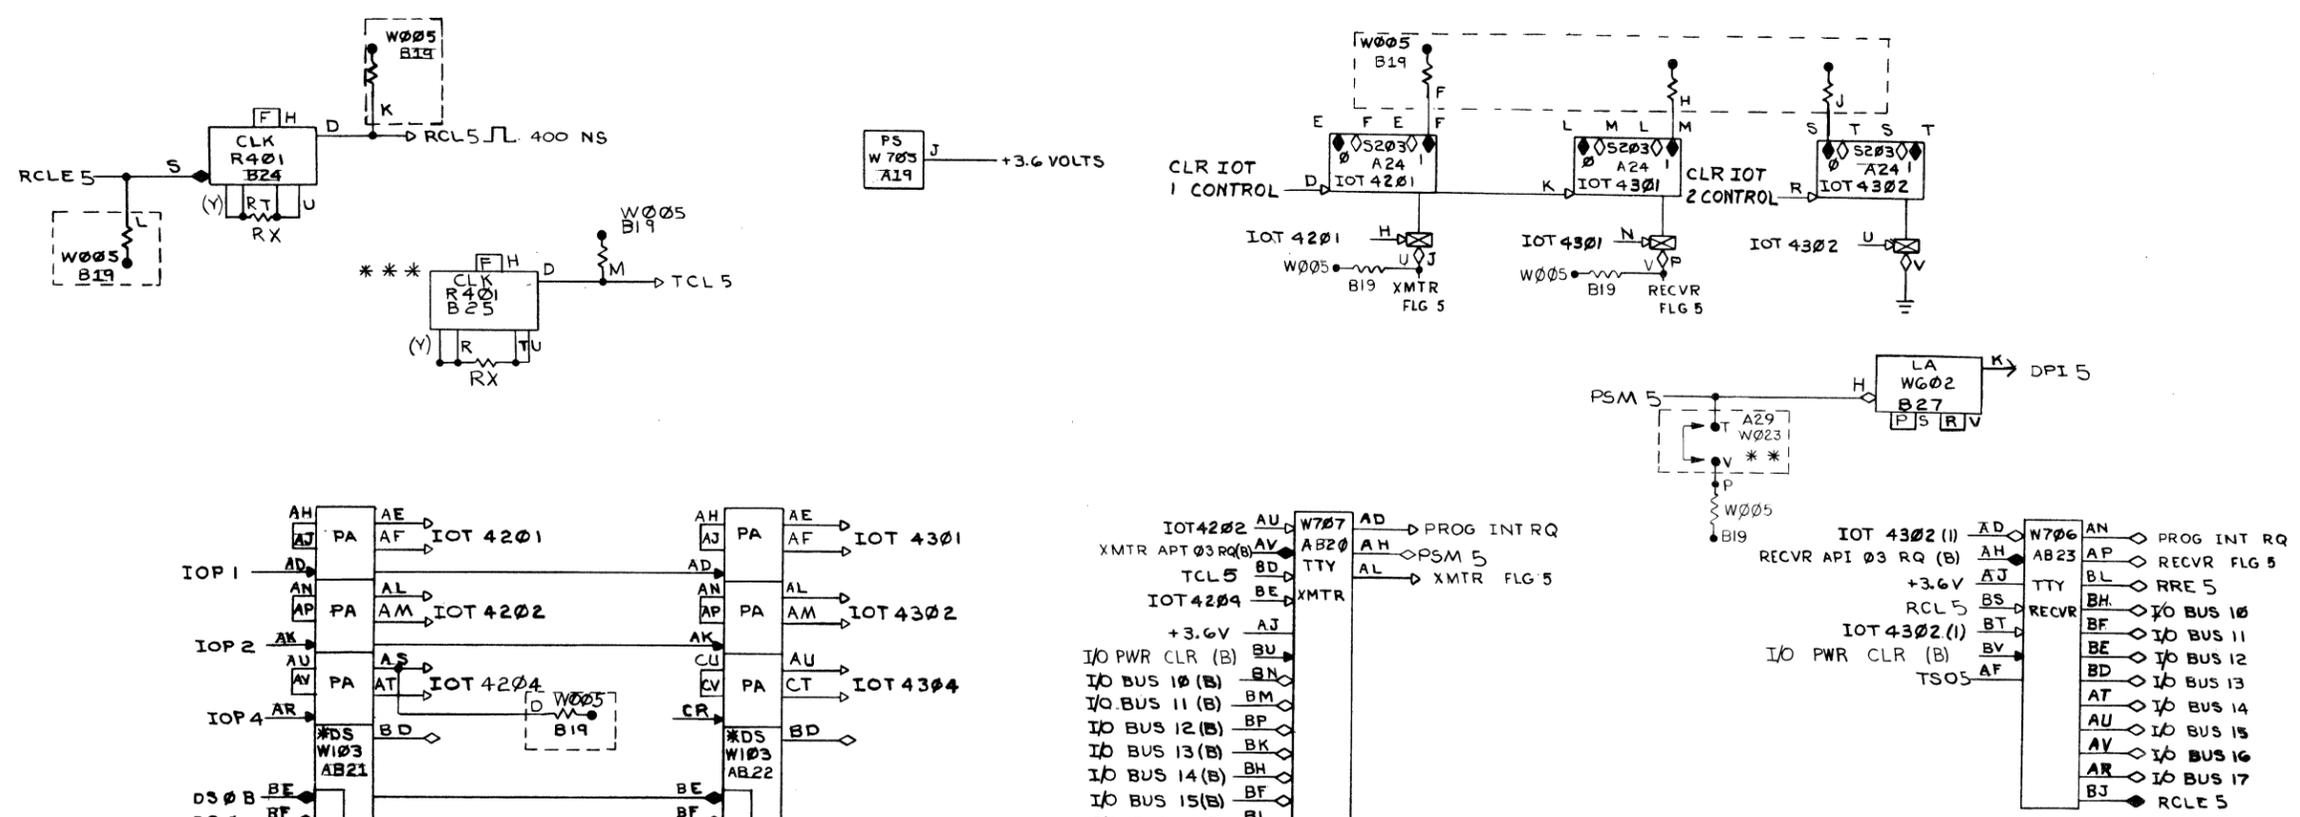 WØØ5
B19
K
F H
D
CLK
R4Ø1
B24
RCL5 400 NS
RCLE 5
S
(Y) R T U
RX
L
WØØ5
B19
WØØ5
B19
M
* * *
F H
D
CLK
R4Ø1
B25
TCL 5
(Y) R T U
RX
PS
W 705
A19
J
+3.6 VOLTS
WØØ5
B19
F
H
J
E F E F
L M L M
S T S T
Ø S203 1
A24
IOT 42Ø1
Ø S203 1
A24
IOT 43Ø1
Ø S203 1
A24
IOT 43Ø2
CLR IOT
1 CONTROL
D
K
CLR IOT
2 CONTROL
R
IOT 42Ø1 H
U J
WØØ5
B19
XMTR
FLG 5
IOT 43Ø1 N
V P
WØØ5
B19
RECVR
FLG 5
IOT 43Ø2 U
V
PSM 5
H
LA
W6Ø2
B27
P S R V
K
DPI 5
T
A29
WØ23
* *
V
P
WØØ5
B19
AH
AJ
PA
AE
AF
IOT 42Ø1
IOP 1
AD
AN
AP
PA
AL
AM
IOT 42Ø2
IOP 2
AK
AU
AV
PA
AS
AT
IOT 42Ø4
IOP 4
AR
D
WØØ5
B19
*DS
W1Ø3
AB21
BD
DS Ø B
BE
BF
AH
AJ
PA
AE
AF
IOT 43Ø1
AD
AN
AP
PA
AL
AM
IOT 43Ø2
AK
CU
CV
PA
AU
CT
IOT 43Ø4
CR
*DS
W1Ø3
AB22
BD
BE
BF
W7Ø7
AB2Ø
TTY
XMTR
IOT42Ø2 AU
XMTR APT Ø3 RQ(B) AV
TCL 5 BD
IOT 42Ø4 BE
+3.6V AJ
I/O PWR CLR (B) BU
I/O BUS 1Ø (B) BN
I/O BUS 11 (B) BM
I/O BUS 12 (B) BP
I/O BUS 13 (B) BK
I/O BUS 14 (B) BH
I/O BUS 15(B) BF
AD PROG INT RQ
AH PSM 5
AL XMTR FLG 5
W7Ø6
AB23
TTY
RECVR
IOT 43Ø2 (1) AD
RECVR API Ø3 RQ (B) AH
+3.6V AJ
RCL 5 BS
IOT 43Ø2.(1) BT
I/O PWR CLR (B) BV
TSO5 AF
AN PROG INT RQ
AP RECVR FLG 5
BL RRE 5
BH I/O BUS 1Ø
BF I/O BUS 11
BE I/O BUS 12
BD I/O BUS 13
AT I/O BUS 14
AU I/O BUS 15
AV I/O BUS 16
AR I/O BUS 17
BJ RCLE 5